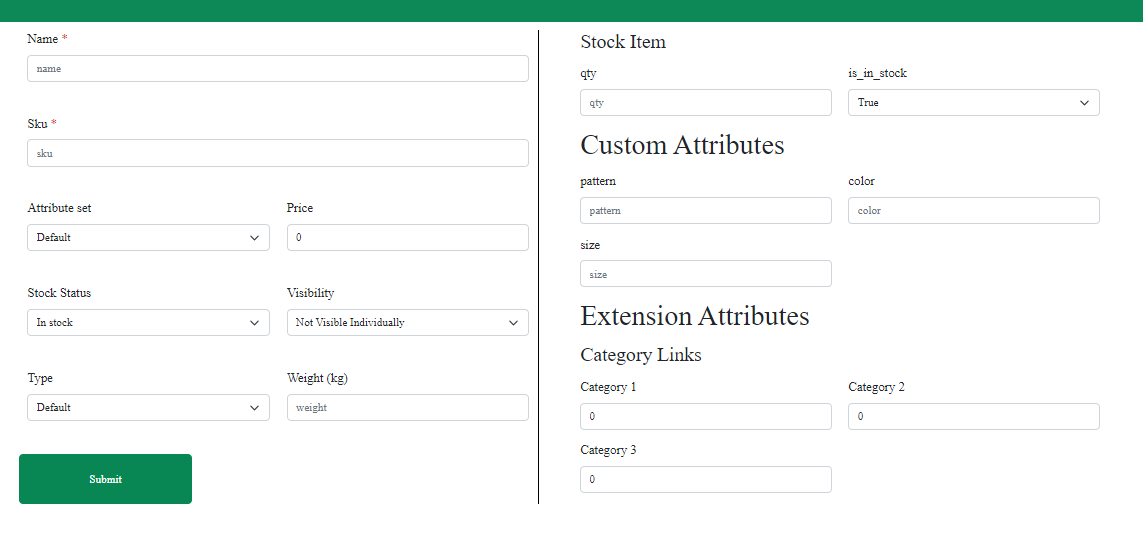 Name *
name
Sku *
sku
Attribute set Price
Default 0
Stock Status Visibility
In stock Not Visible Individually
Type Weight (kg)
Default weight
Submit
Stock Item
qty is_in_stock
qty True
Custom Attributes
pattern color
pattern color
size
size
Extension Attributes
Category Links
Category 1 Category 2
0 0
Category 3
0